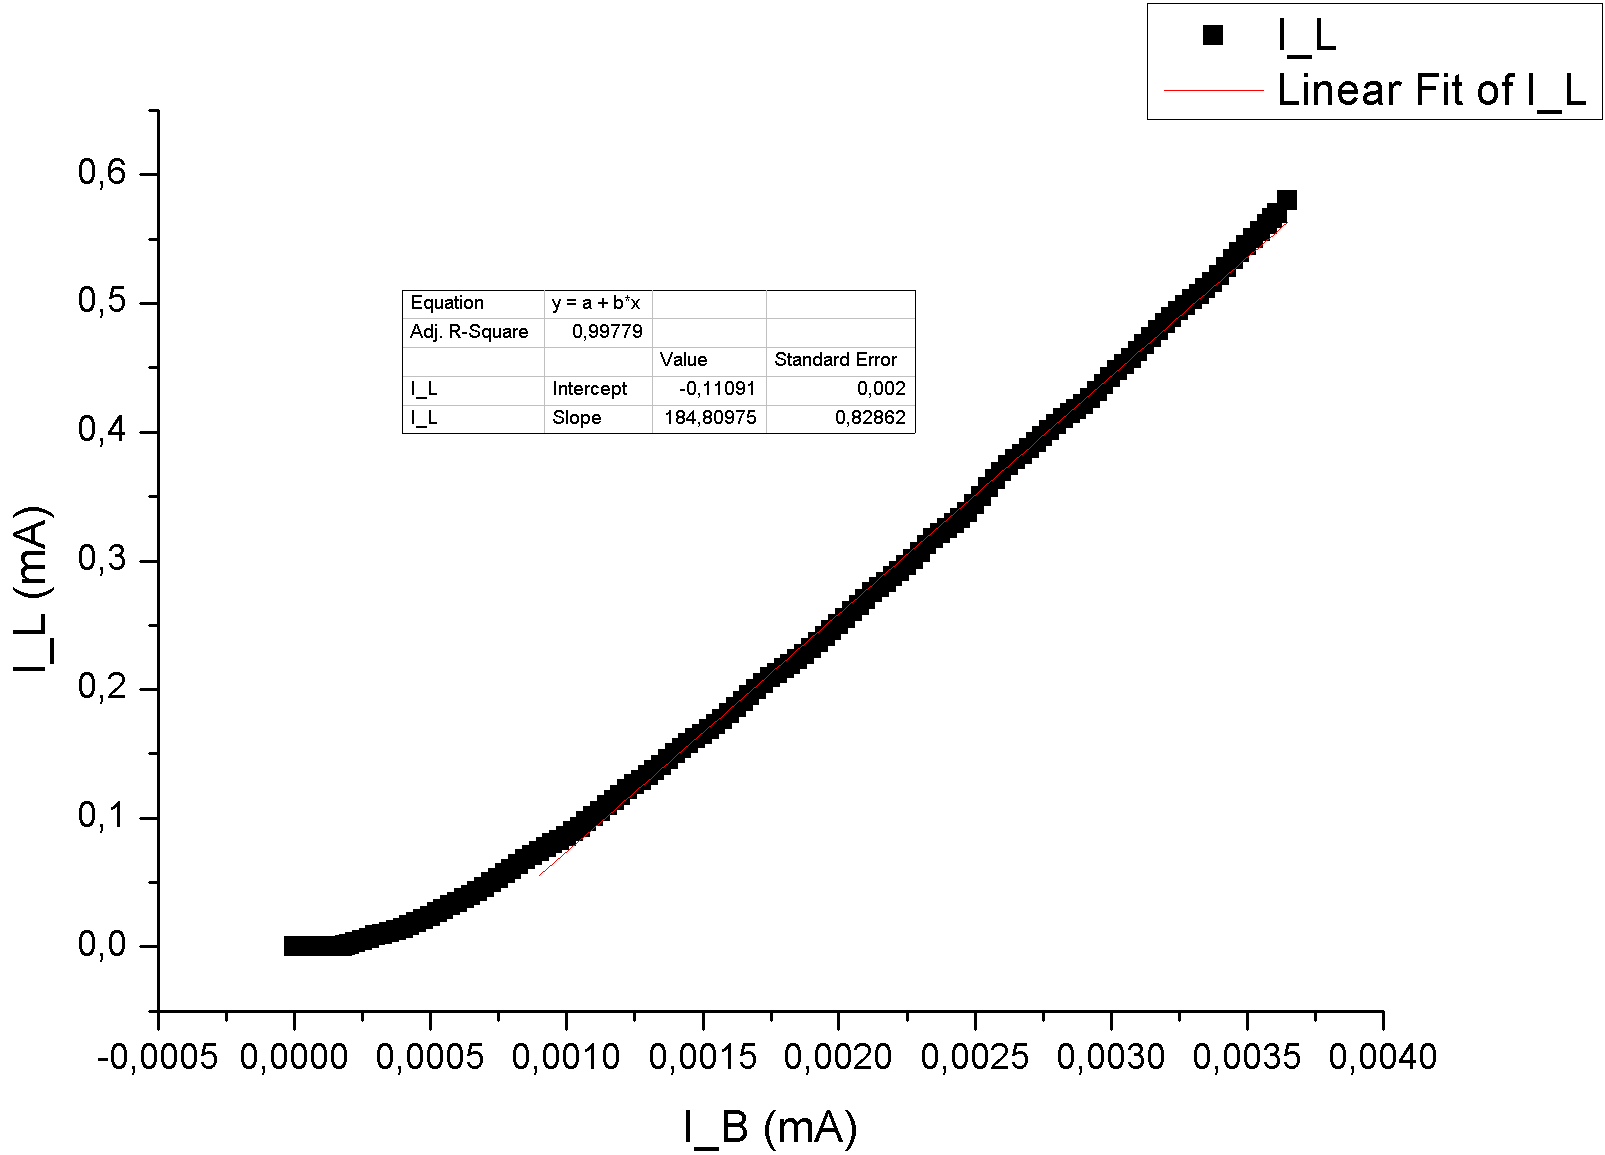 I_L
Linear Fit of I_L
0,6
0,5
0,4
0,3
0,2
0,1
0,0
I_L (mA)
Equation y = a + b*x
Adj. R-Square 0,99779
Value Standard Error
I_L Intercept -0,11091 0,002
I_L Slope 184,80975 0,82862
-0,0005 0,0000 0,0005 0,0010 0,0015 0,0020 0,0025 0,0030 0,0035 0,0040
I_B (mA)